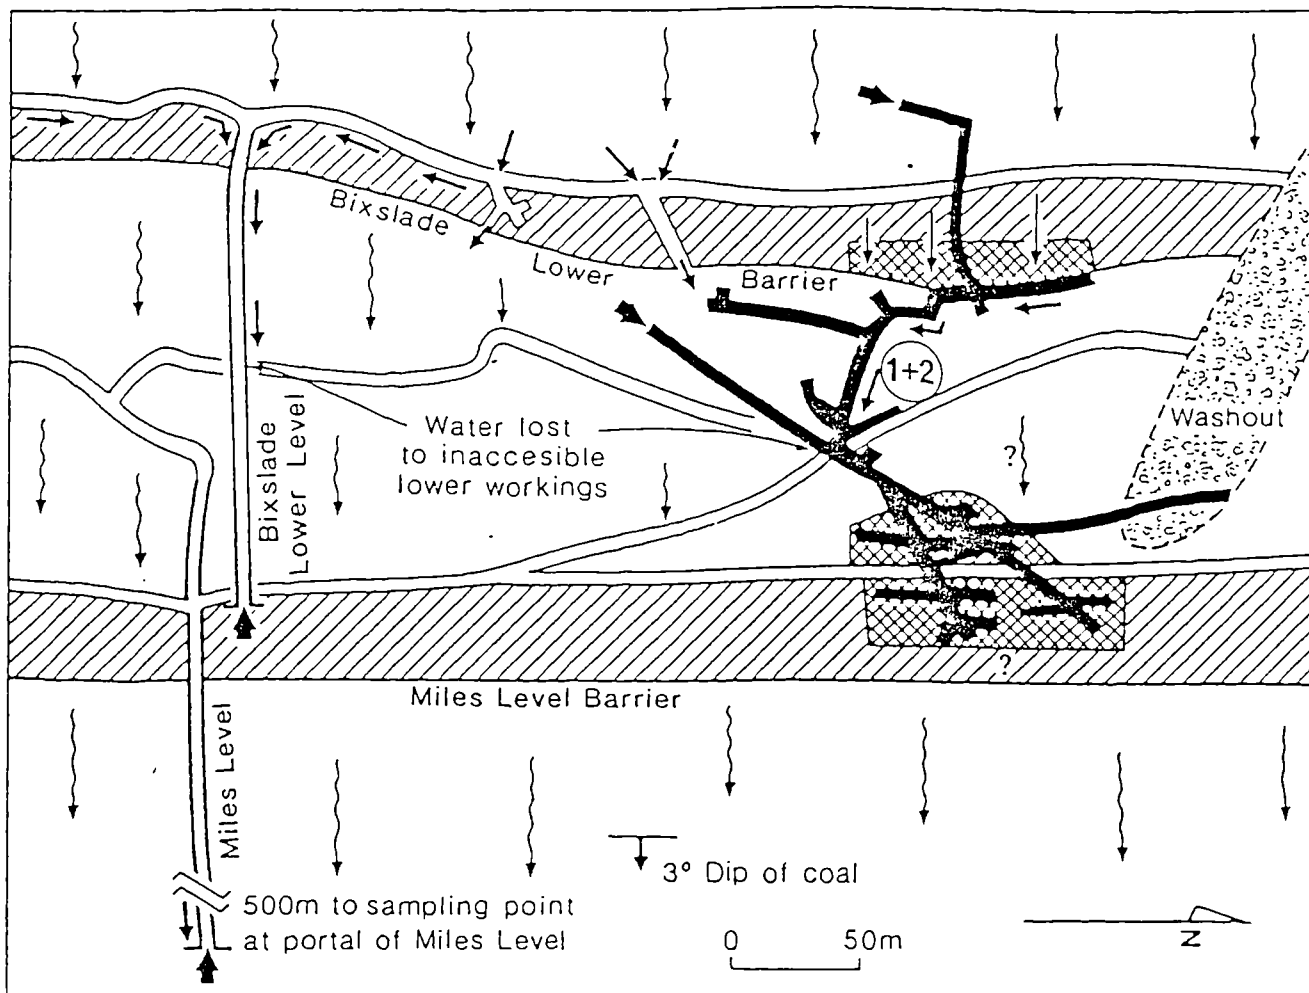 Bixslade
Lower
Barrier
1+2
Washout
Water lost
to inaccesible
lower workings
?
Bixslade
Lower Level
?
Miles Level Barrier
Miles Level
3° Dip of coal
500m to sampling point
at portal of Miles Level
0 50m
N